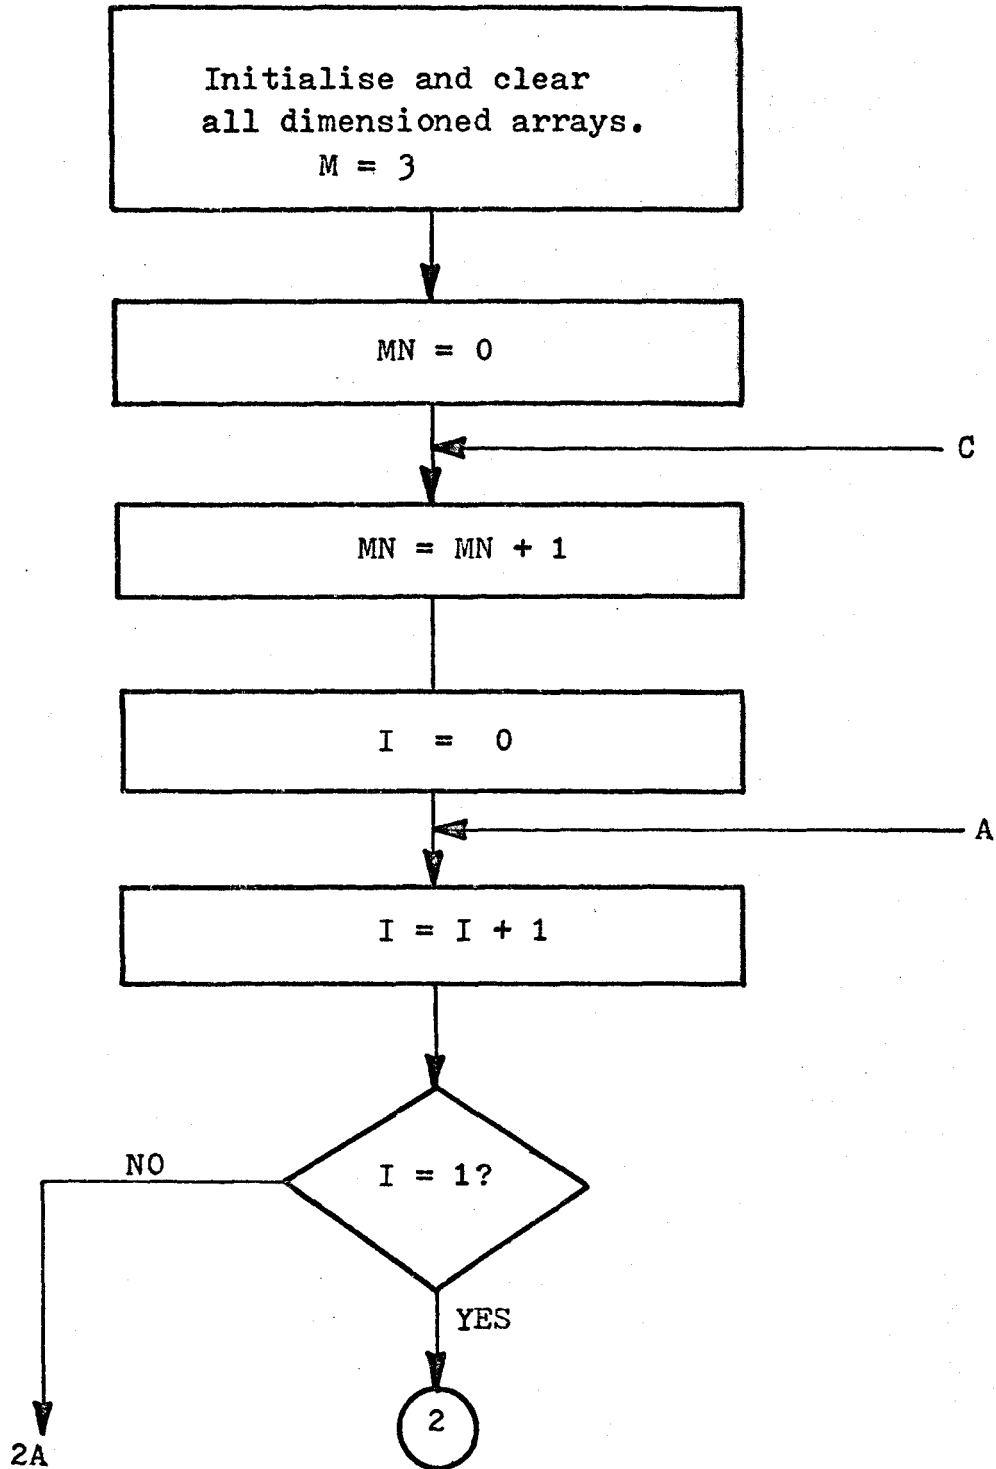 Initialise and clear
all dimensioned arrays.
M = 3
MN = 0
C
MN = MN + 1
I = 0
A
I = I + 1
I = 1?
NO
YES
2
2A